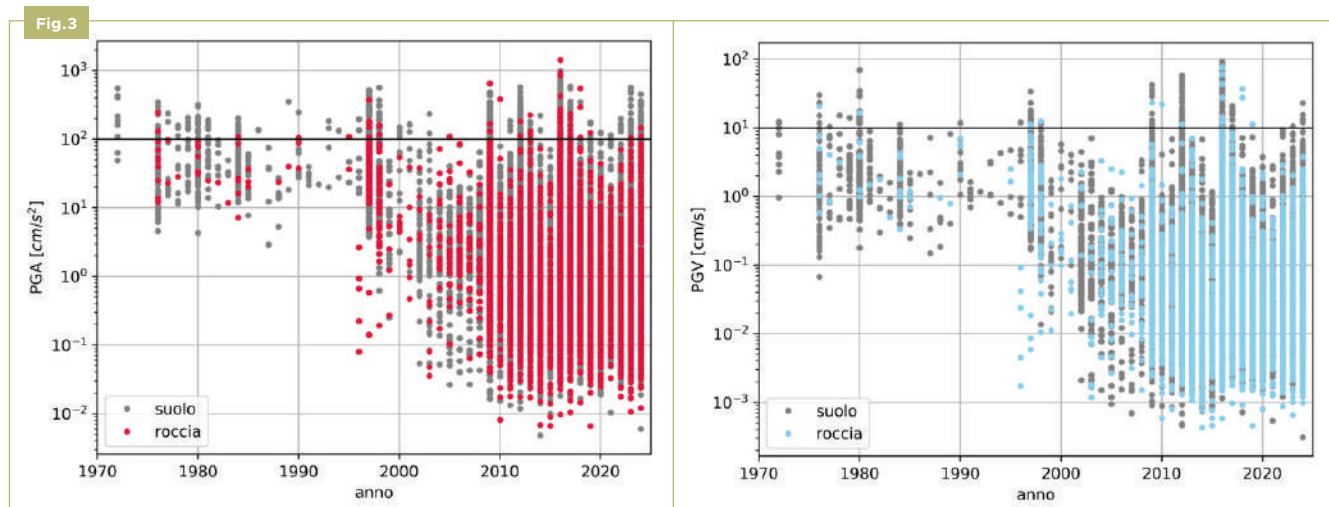 Fig.3
10³
10²
10¹
10⁰
10⁻¹
10⁻²
PGA [cm/s²]
suolo
roccia
1970 1980 1990 2000 2010 2020
anno
10²
10¹
10⁰
10⁻¹
10⁻²
10⁻³
PGV [cm/s]
suolo
roccia
1970 1980 1990 2000 2010 2020
anno